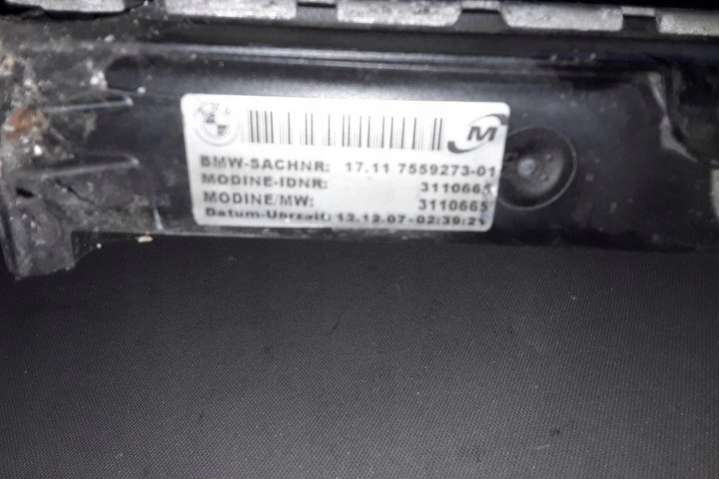 M
BMW-SACHNR: 17.11 7559273-01
MODINE-IDNR: 3110665
MODINE/MW: 3110665
Datum-Uhrzeit: 12.12.07-02:39:21